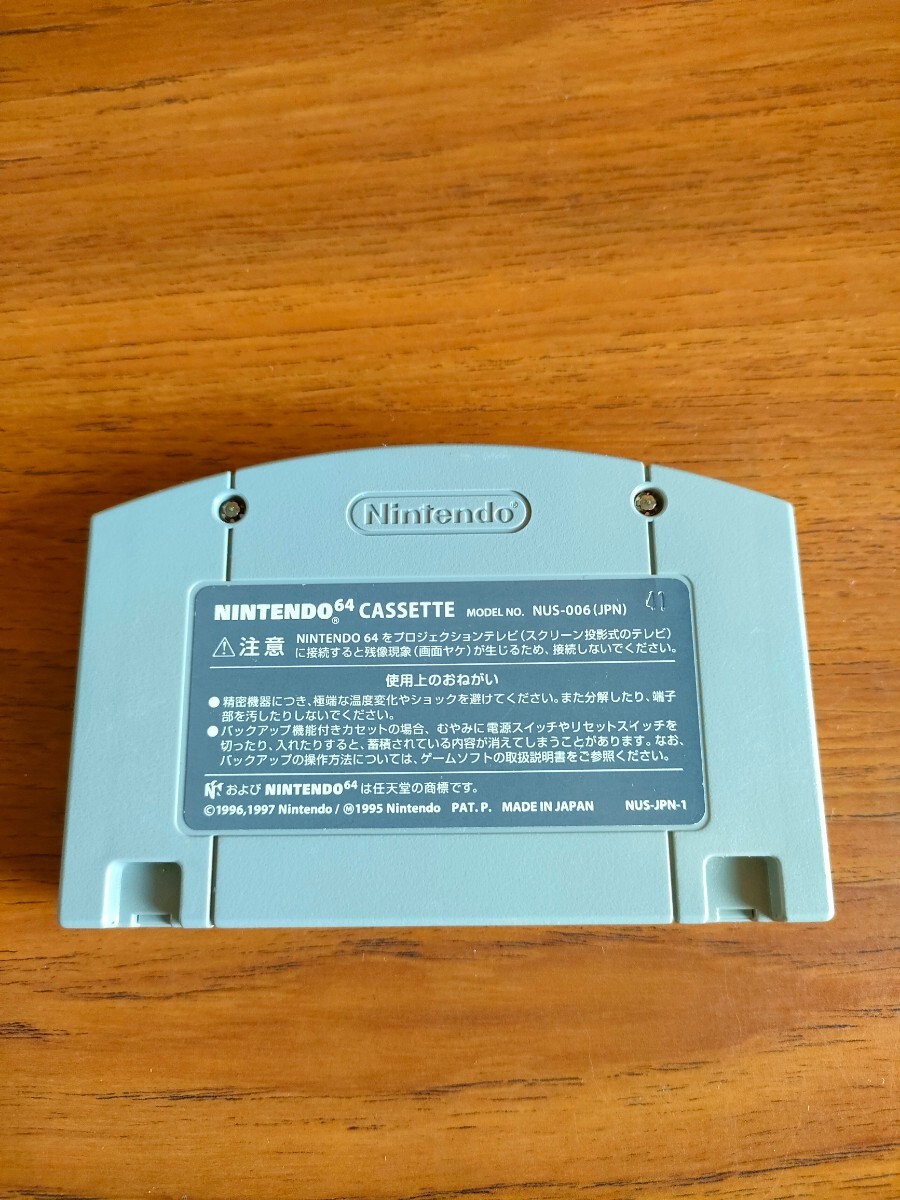 Nintendo®
NINTENDO64® CASSETTE MODEL NO. NUS-006(JPN) 41
注意 NINTENDO 64をプロジェクションテレビ(スクリーン投影式のテレビ)
に接続すると残像現象(画面ヤケ)が生じるため、接続しないでください。
使用上のおねがい
●精密機器につき、極端な温度変化やショックを避けてください。また分解したり、端子
部を汚したりしないでください。
●バックアップ機能付きカセットの場合、むやみに電源スイッチやリセットスイッチを
切ったり、入れたりすると、蓄積されている内容が消えてしまうことがあります。なお、
バックアップの操作方法については、ゲームソフトの取扱説明書をご参照ください。
および NINTENDO64 は任天堂の商標です。
©1996,1997 Nintendo / Ⓜ1995 Nintendo PAT. P. MADE IN JAPAN NUS-JPN-1